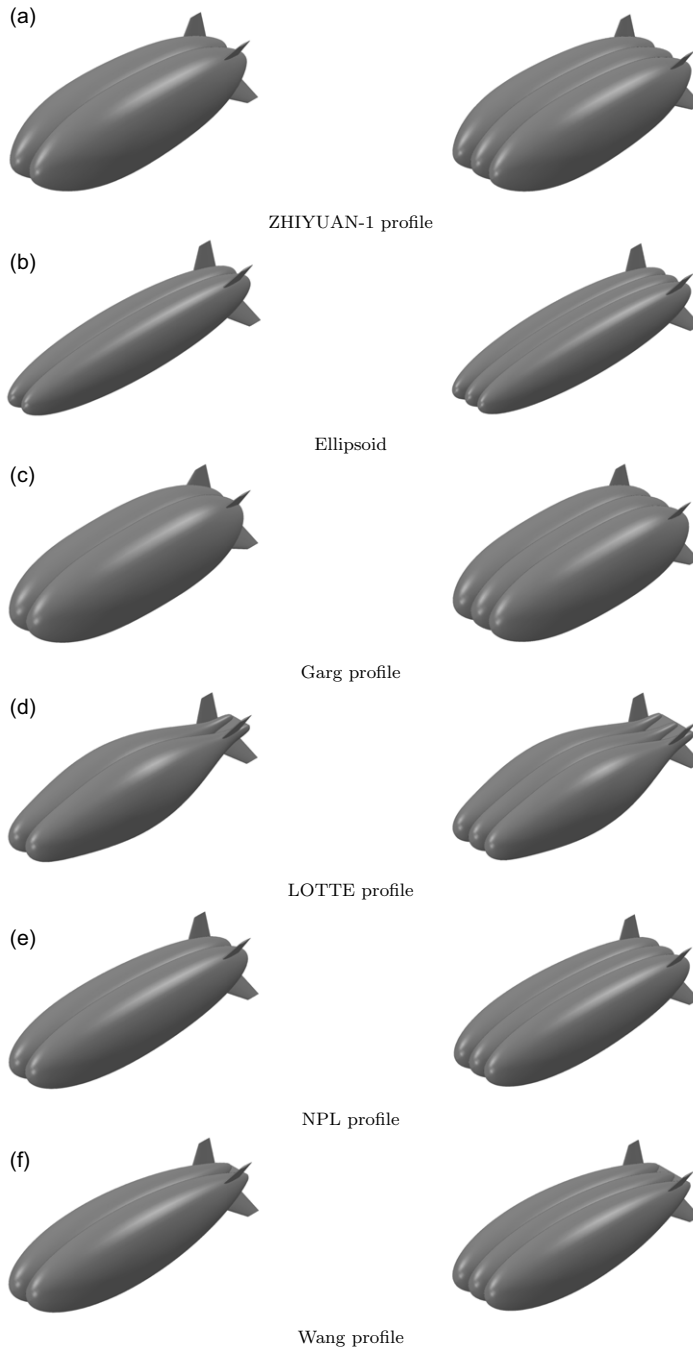 (a)
ZHIYUAN-1 profile
(b)
Ellipsoid
(c)
Garg profile
(d)
LOTTE profile
(e)
NPL profile
(f)
Wang profile